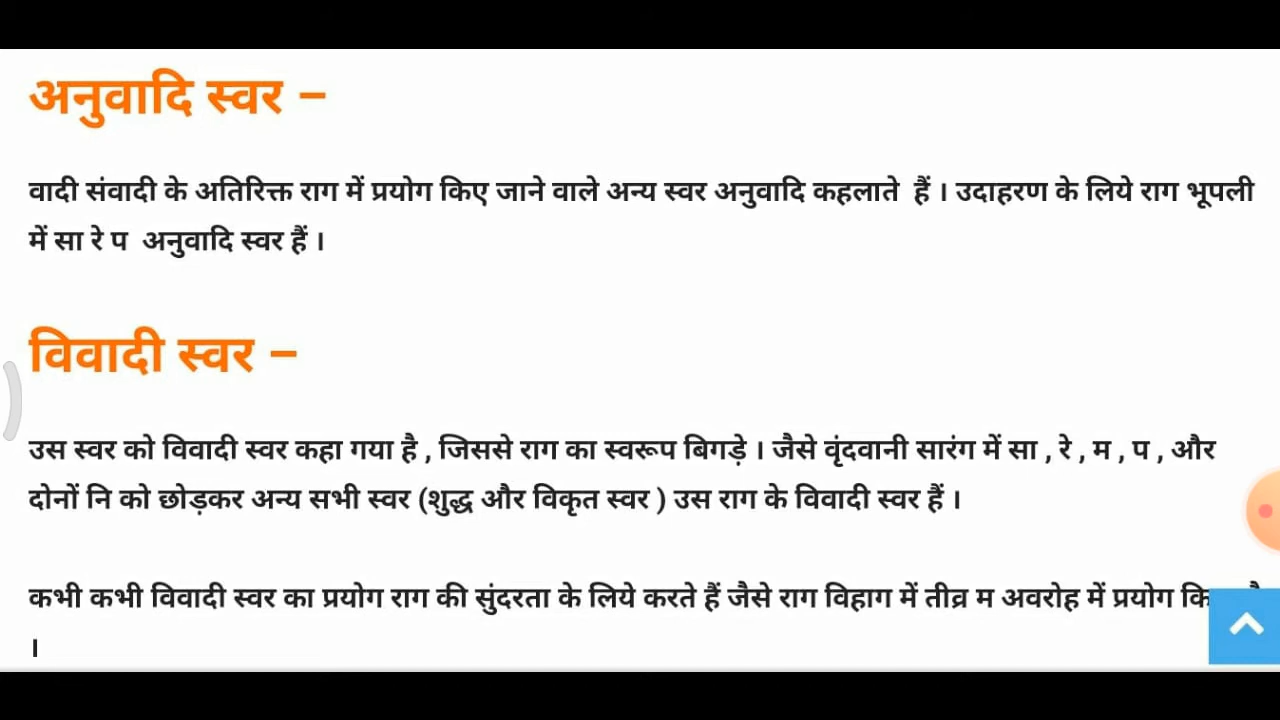 अनुवादि स्वर –
वादी संवादी के अतिरिक्त राग में प्रयोग किए जाने वाले अन्य स्वर अनुवादि कहलाते हैं । उदाहरण के लिये राग भूपली
में सा रे प अनुवादि स्वर हैं ।
विवादी स्वर –
उस स्वर को विवादी स्वर कहा गया है , जिससे राग का स्वरूप बिगड़े । जैसे वृंदवानी सारंग में सा , रे , म , प , और
दोनों नि को छोड़कर अन्य सभी स्वर (शुद्ध और विकृत स्वर ) उस राग के विवादी स्वर हैं ।
कभी कभी विवादी स्वर का प्रयोग राग की सुंदरता के लिये करते हैं जैसे राग विहाग में तीव्र म अवरोह में प्रयोग
।